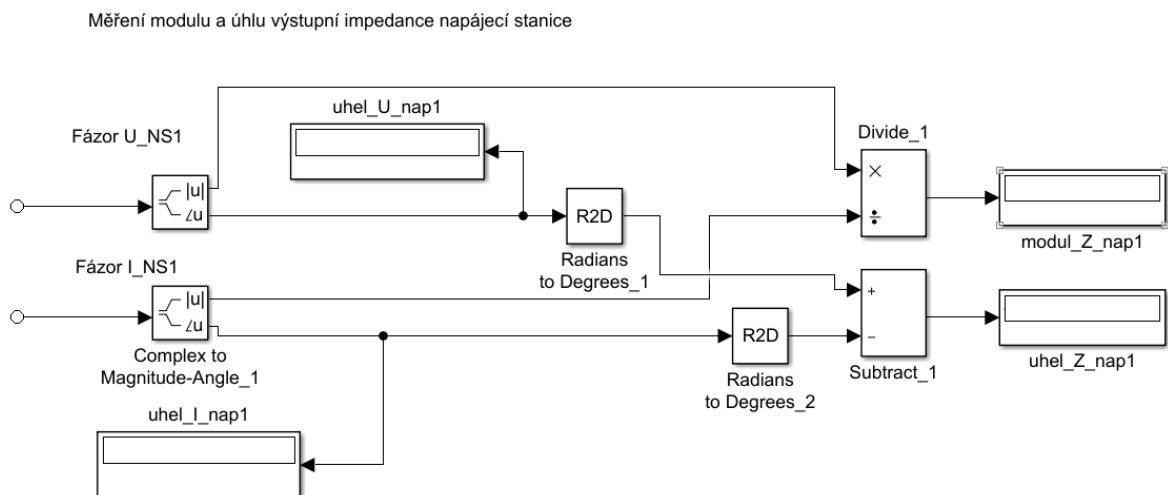 Měření modulu a úhlu výstupní impedance napájecí stanice
uhel_U_nap1
Fázor U_NS1
Divide_1
|u|
∠u
×
÷
R2D
modul_Z_nap1
Radians
to Degrees_1
Fázor I_NS1
|u|
∠u
+
−
R2D
uhel_Z_nap1
Complex to
Magnitude-Angle_1
Radians
to Degrees_2
Subtract_1
uhel_I_nap1